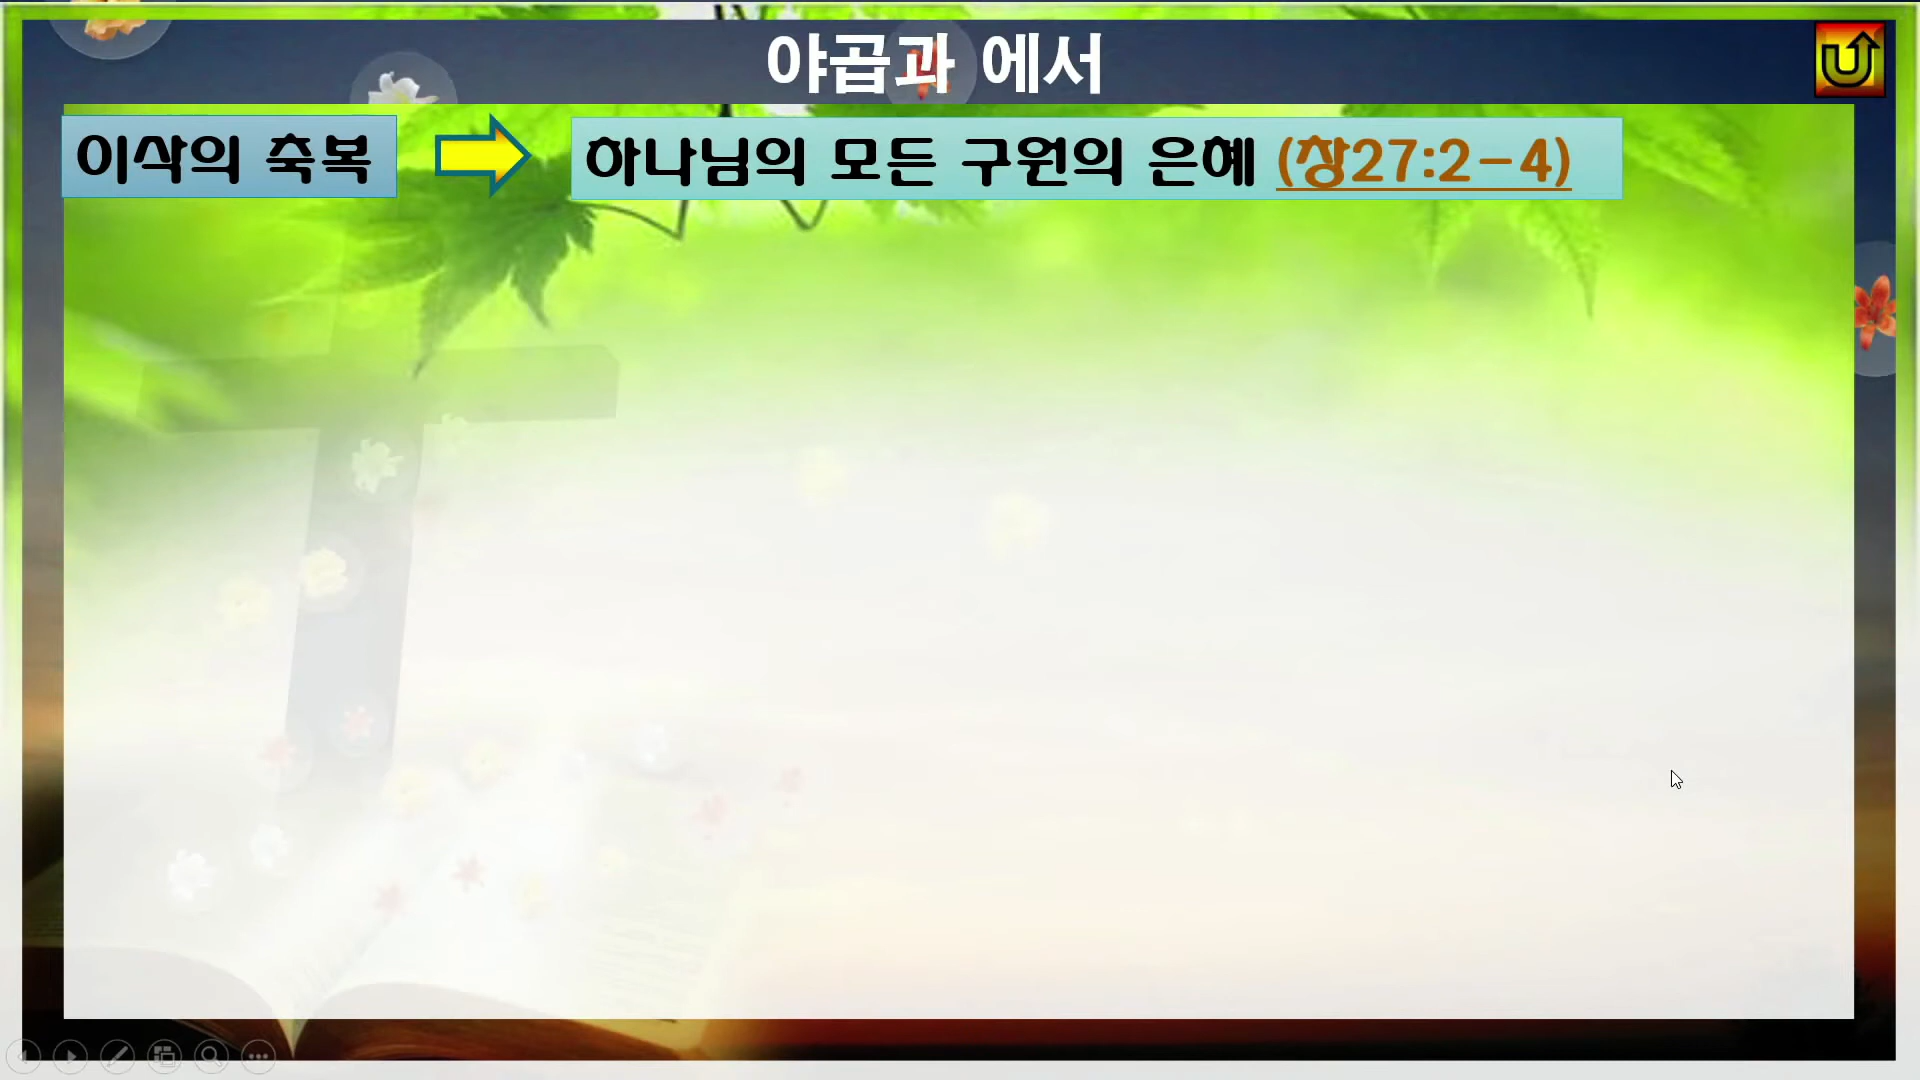 야곱과 에서
이삭의 축복
하나님의 모든 구원의 은혜 (창27:2-4)